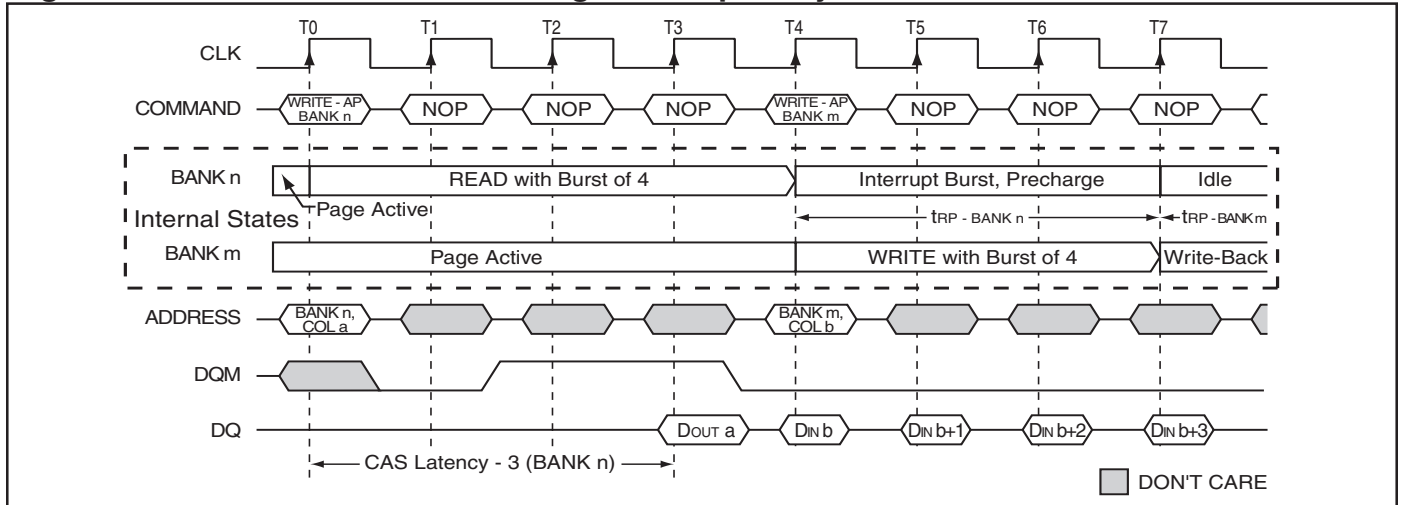 T0 T1 T2 T3 T4 T5 T6 T7
CLK
COMMAND WRITE - AP BANK n NOP NOP NOP WRITE - AP BANK m NOP NOP NOP
BANK n READ with Burst of 4 Interrupt Burst, Precharge Idle
Internal States Page Active tRP - BANK n tRP - BANK m
BANK m Page Active WRITE with Burst of 4 Write-Back
ADDRESS BANK n, COL a BANK m, COL b
DQM
DQ DOUT a DIN b DIN b+1 DIN b+2 DIN b+3
CAS Latency - 3 (BANK n)
DON'T CARE